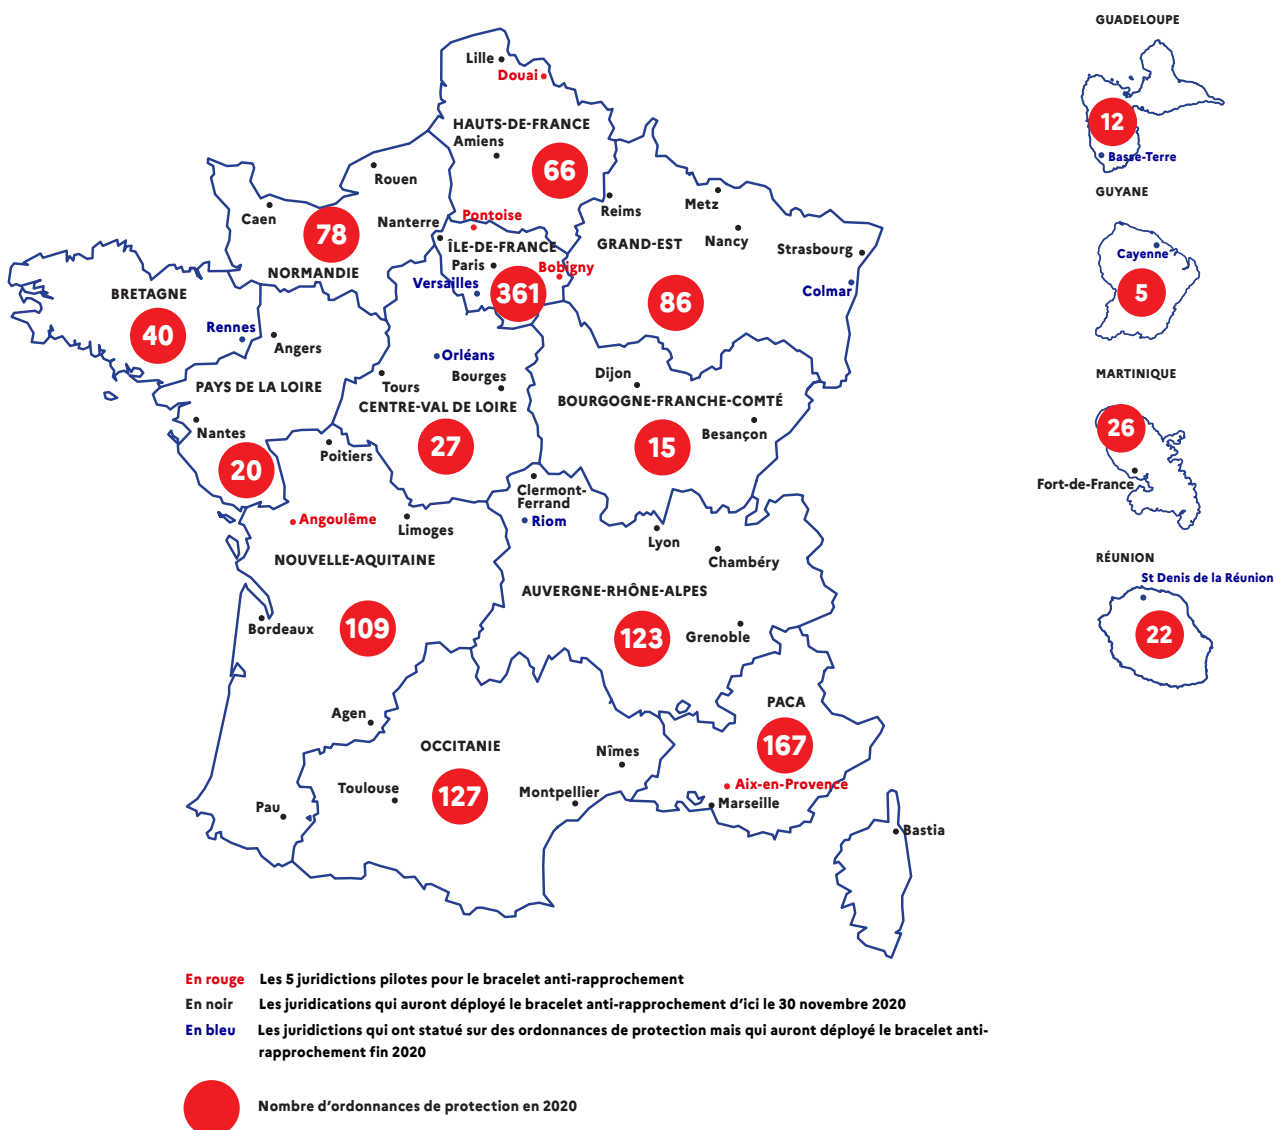 GUADELOUPE
Lille
Douai
HAUTS-DE-FRANCE
Amiens
66
12
Basse-Terre
Rouen
Caen
78
NORMANDIE
Nanterre
Pontoise
ÎLE-DE-FRANCE
Paris
Bobigny
Versailles
361
Reims
Metz
GRAND-EST
Nancy
Strasbourg
Colmar
86
GUYANE
Cayenne
5
BRETAGNE
40
Rennes
Angers
PAYS DE LA LOIRE
Nantes
20
Orléans
Bourges
Tours
CENTRE-VAL DE LOIRE
27
Dijon
BOURGOGNE-FRANCHE-COMTÉ
Besançon
15
MARTINIQUE
26
Fort-de-France
Poitiers
Angoulême
Limoges
NOUVELLE-AQUITAINE
Bordeaux
109
Agen
Pau
Clermont-
Ferrand
Riom
Lyon
Chambéry
AUVERGNE-RHÔNE-ALPES
123
Grenoble
RÉUNION
St Denis de la Réunion
22
OCCITANIE
Toulouse
127
Nîmes
Montpellier
PACA
167
Aix-en-Provence
Marseille
Bastia
En rouge Les 5 juridictions pilotes pour le bracelet anti-rapprochement
En noir Les juridications qui auront déployé le bracelet anti-rapprochement d'ici le 30 novembre 2020
En bleu Les juridictions qui ont statué sur des ordonnances de protection mais qui auront déployé le bracelet anti-
rapprochement fin 2020
Nombre d'ordonnances de protection en 2020